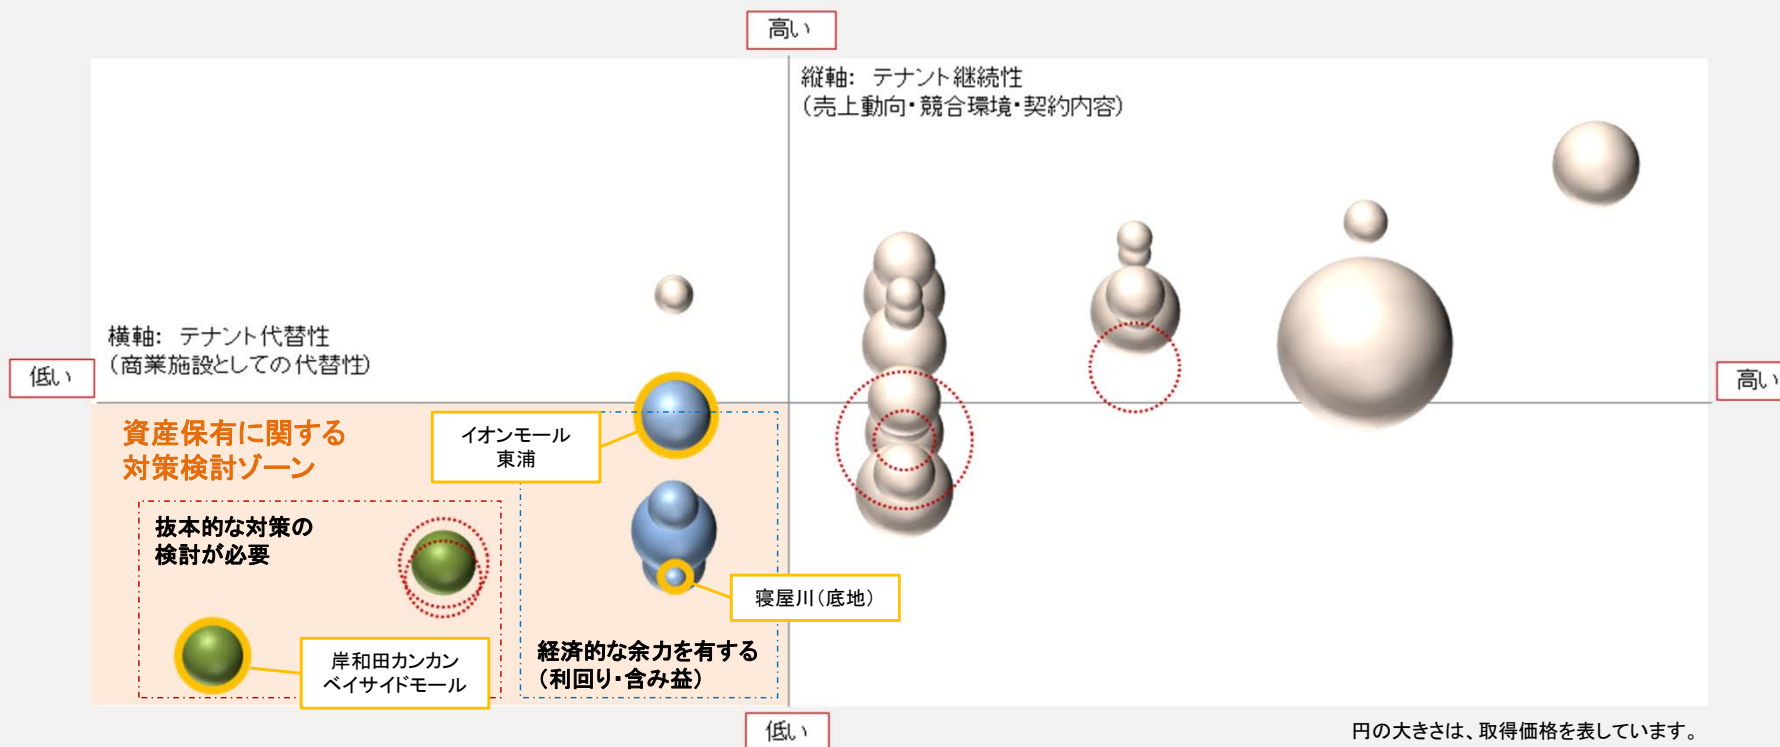 高い
縦軸： テナント継続性
（売上動向・競合環境・契約内容）
横軸： テナント代替性
（商業施設としての代替性）
低い
高い
資産保有に関する
対策検討ゾーン
イオンモール
東浦
抜本的な対策の
検討が必要
寝屋川（底地）
岸和田カンカン
ベイサイドモール
経済的な余力を有する
（利回り・含み益）
低い
円の大きさは、取得価格を表しています。